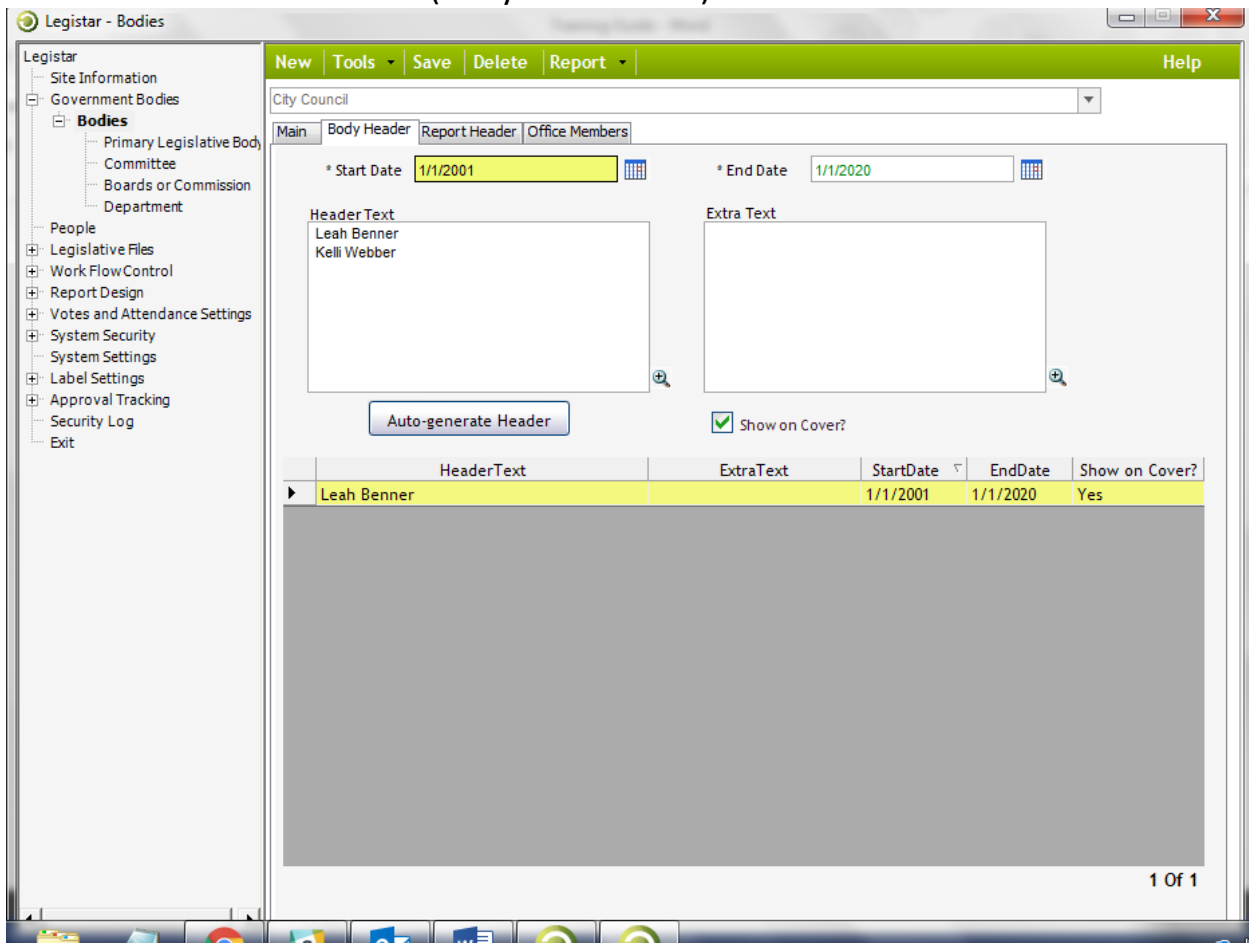 Legistar - Bodies
Training Guide - Word
X
Legistar
Site Information
Government Bodies
Bodies
Primary Legislative Body
Committee
Boards or Commission
Department
People
Legislative Files
Work Flow Control
Report Design
Votes and Attendance Settings
System Security
System Settings
Label Settings
Approval Tracking
Security Log
Exit
New Tools Save Delete Report Help
City Council
Main Body Header Report Header Office Members
* Start Date 1/1/2001 * End Date 1/1/2020
Header Text Extra Text
Leah Benner
Kelli Webber
Auto-generate Header Show on Cover?
HeaderText ExtraText StartDate EndDate Show on Cover?
Leah Benner 1/1/2001 1/1/2020 Yes
1 Of 1